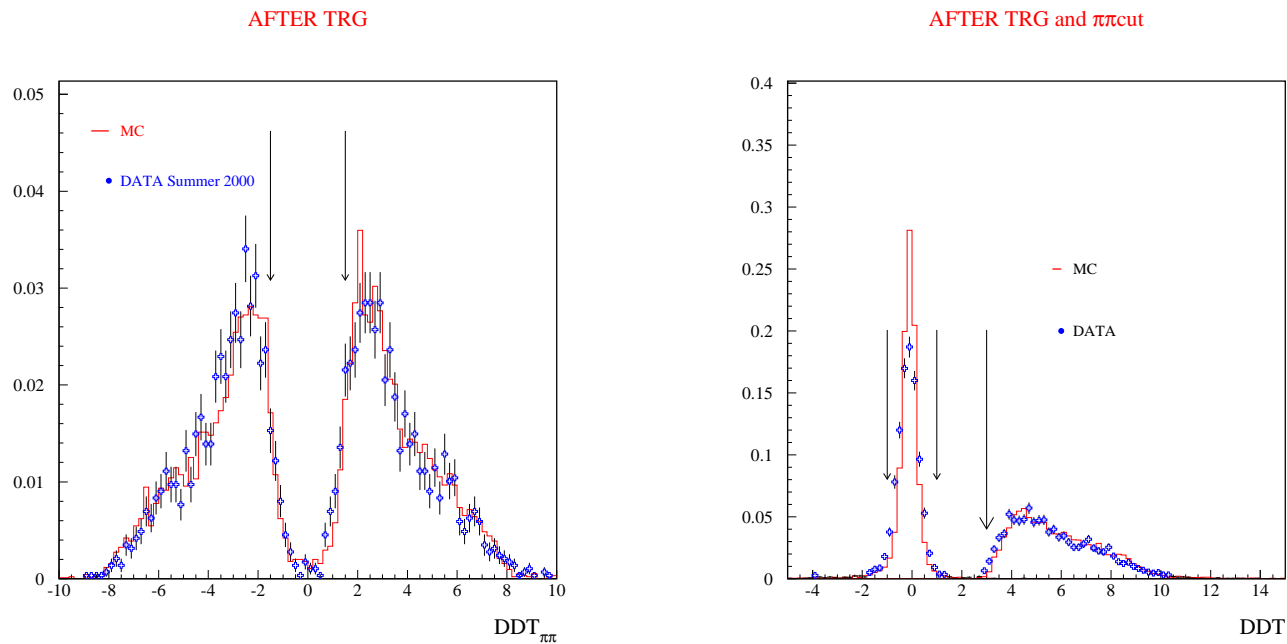 AFTER TRG
0.05
0.04
0.03
0.02
0.01
0
-10 -8 -6 -4 -2 0 2 4 6 8 10
MC
DATA Summer 2000
DDTππ
AFTER TRG and ππcut
0.4
0.35
0.3
0.25
0.2
0.15
0.1
0.05
0
-4 -2 0 2 4 6 8 10 12 14
MC
DATA
DDT